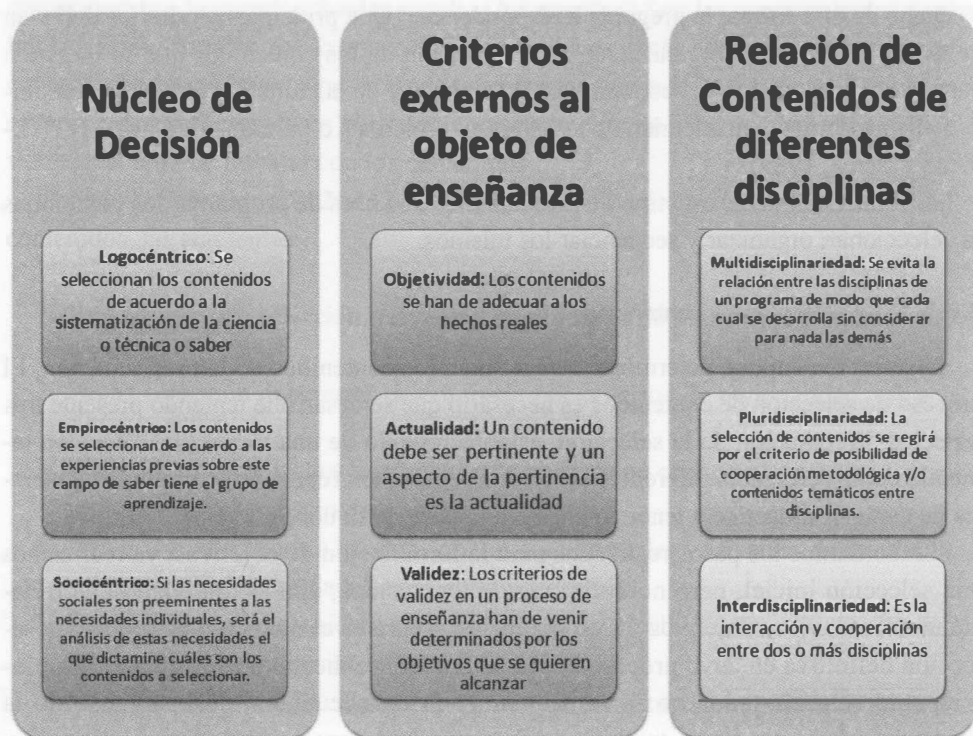 Núcleo de
Decisión
Logocéntrico: Se
seleccionan los contenidos
de acuerdo a la
sistematización de la ciencia
o técnica o saber
Empirocéntrico: Los contenidos
se seleccionan de acuerdo a las
experiencias previas sobre este
campo de saber tiene el grupo de
aprendizaje.
Sociocéntrico: Si las necesidades
sociales son preeminentes a las
necesidades individuales, será el
análisis de estas necesidades el
que dictamine cuáles son los
contenidos a seleccionar.
Criterios
externos al
objeto de
enseñanza
Objetividad: Los contenidos
se han de adecuar a los
hechos reales
Actualidad: Un contenido
debe ser pertinente y un
aspecto de la pertinencia
es la actualidad
Validez: Los criterios de
validez en un proceso de
enseñanza han de venir
determinados por los
objetivos que se quieren
alcanzar
Relación de
Contenidos de
diferentes
disciplinas
Multidisciplinariedad: Se evita la
relación entre las disciplinas de
un programa de modo que cada
cual se desarrolla sin considerar
para nada las demás
Pluridisciplinariedad: La
selección de contenidos se regirá
por el criterio de posibilidad de
cooperación metodológica y/o
contenidos temáticos entre
disciplinas.
Interdisciplinariedad: Es la
interacción y cooperación
entre dos o más disciplinas